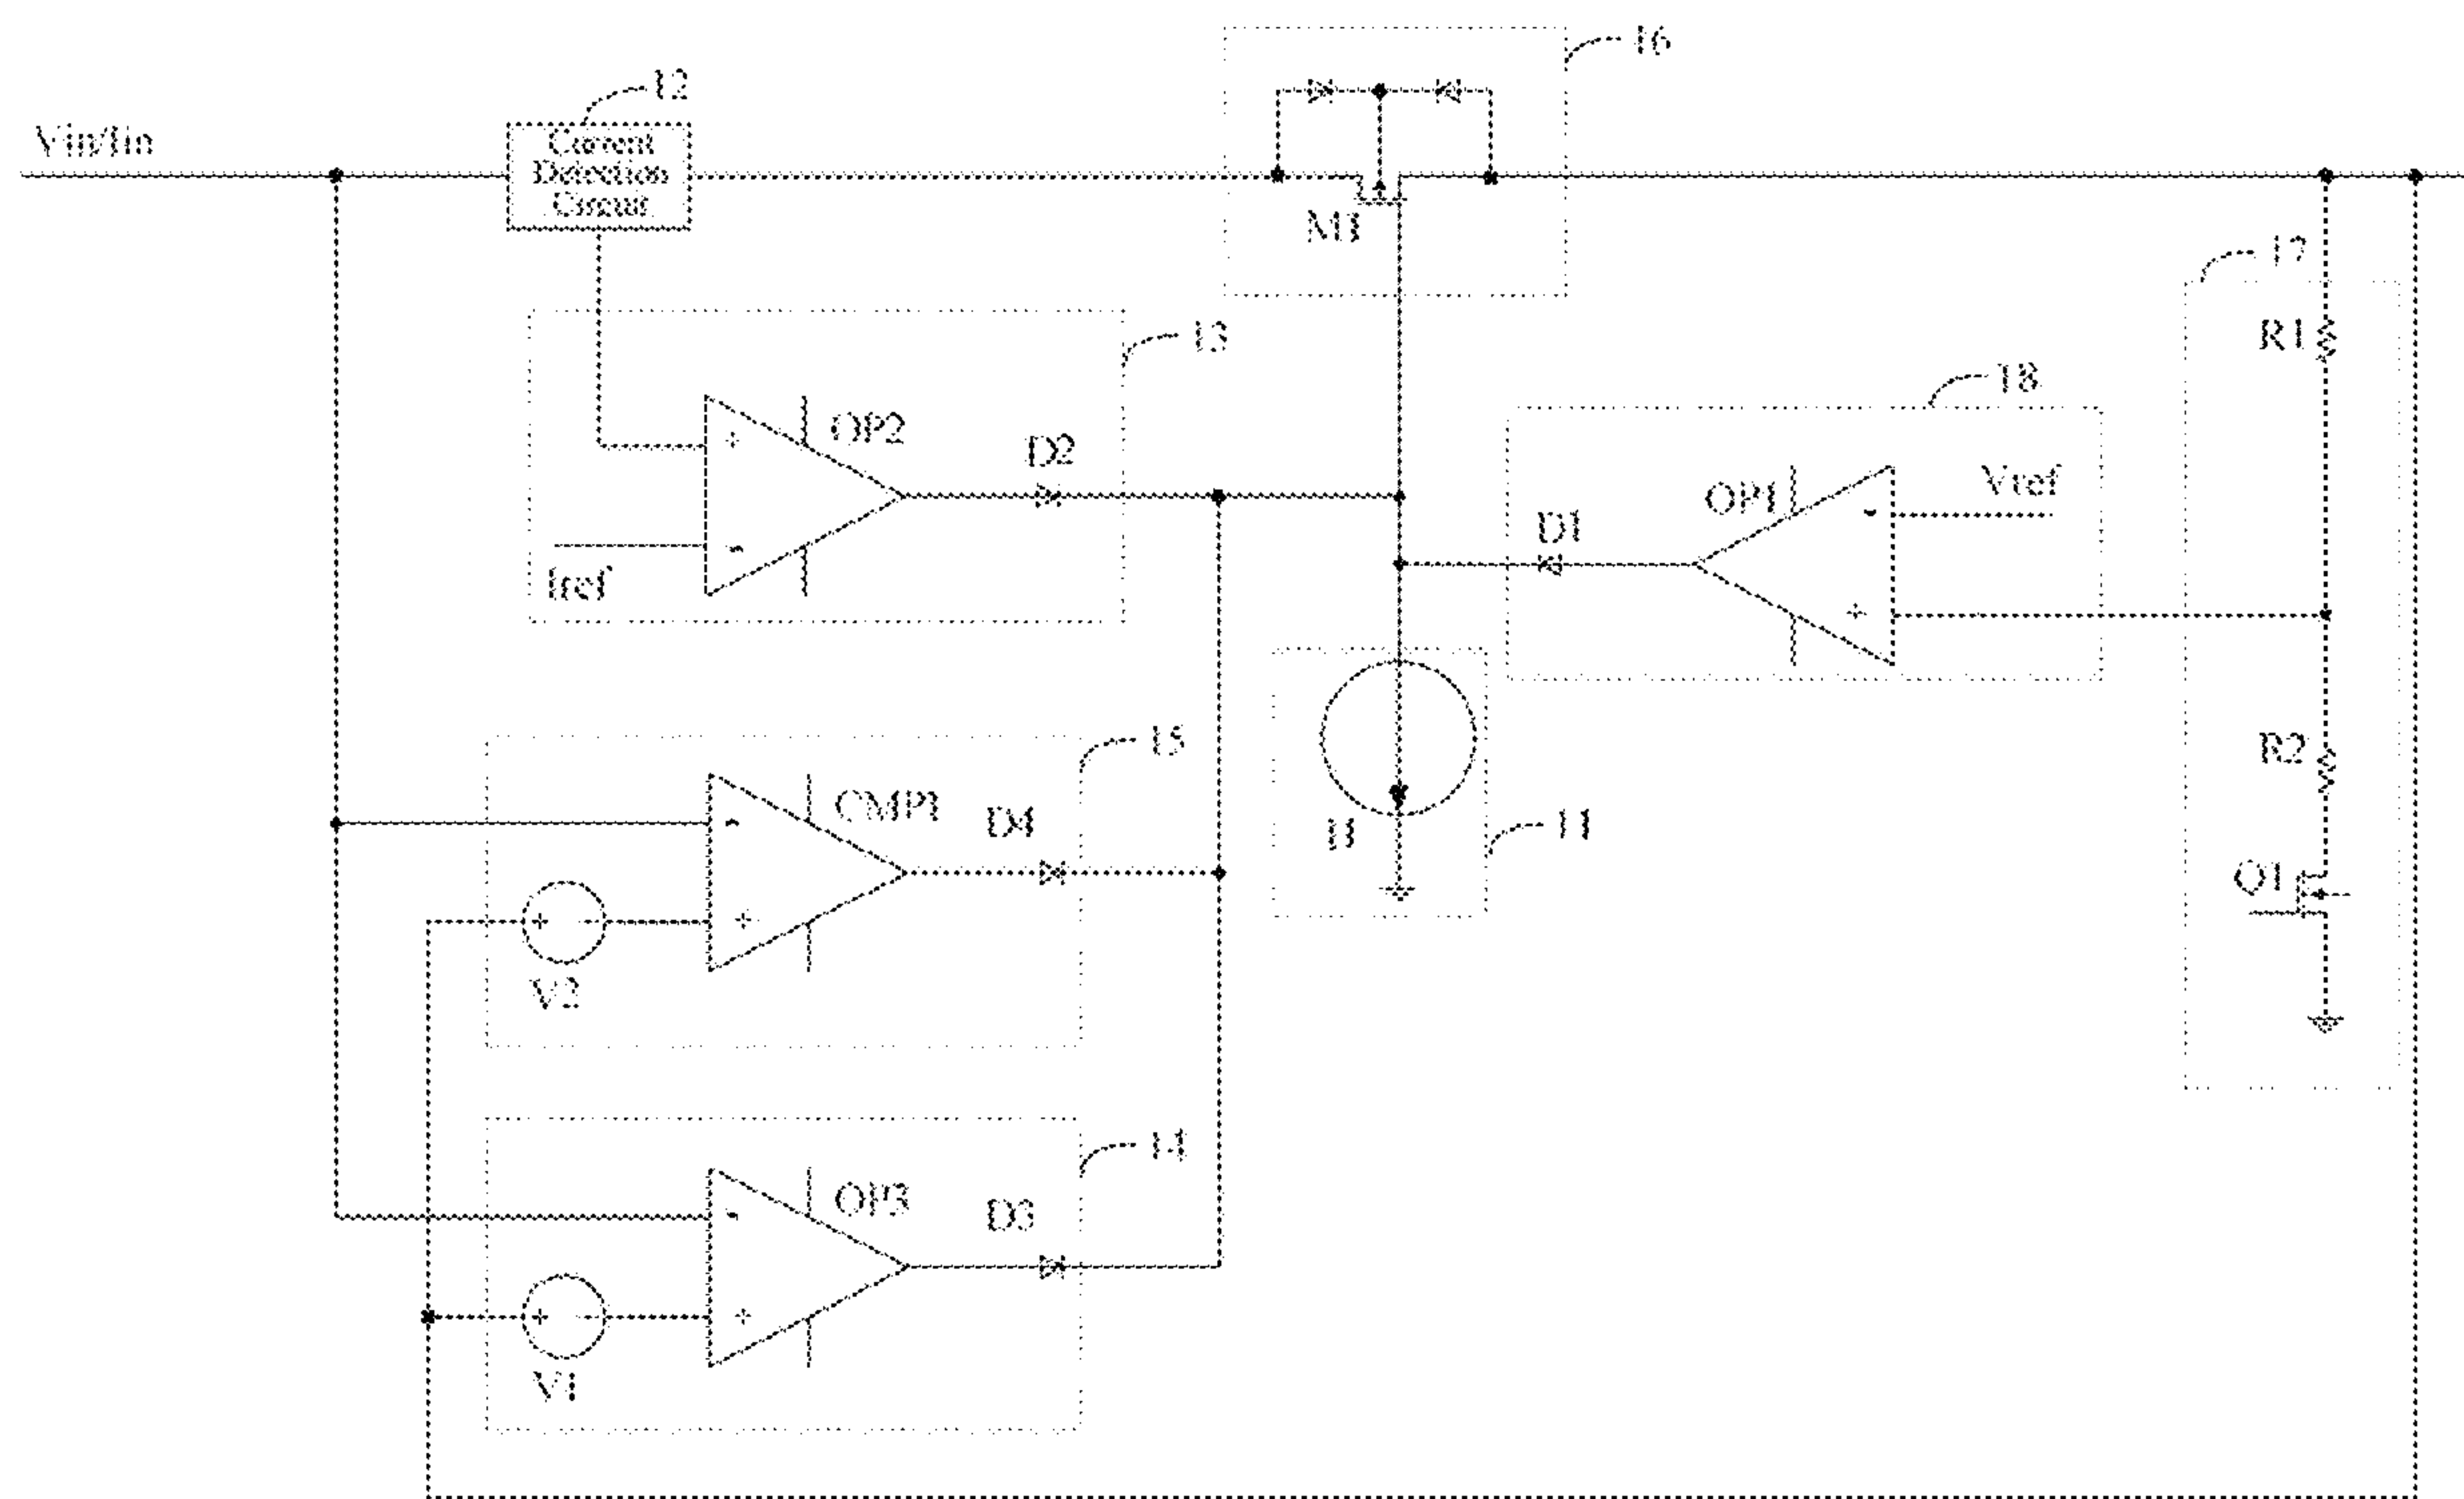 16
12
Vin/Iin
Current
Detection
Circuit
M1
17
13
R1
18
OP2
D2
OP1
Vref
D1
Iref
15
R2
CMP1
D4
I1
11
Q1
V2
14
OP3
D3
V1